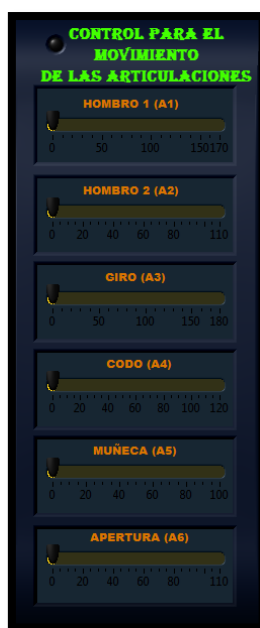 CONTROL PARA EL
MOVIMIENTO
DE LAS ARTICULACIONES
HOMBRO 1 (A1)
0 50 100 150170
HOMBRO 2 (A2)
0 20 40 60 80 110
GIRO (A3)
0 50 100 150 180
CODO (A4)
0 20 40 60 80 100 120
MUÑECA (A5)
0 20 40 60 80 100
APERTURA (A6)
0 20 40 60 80 110